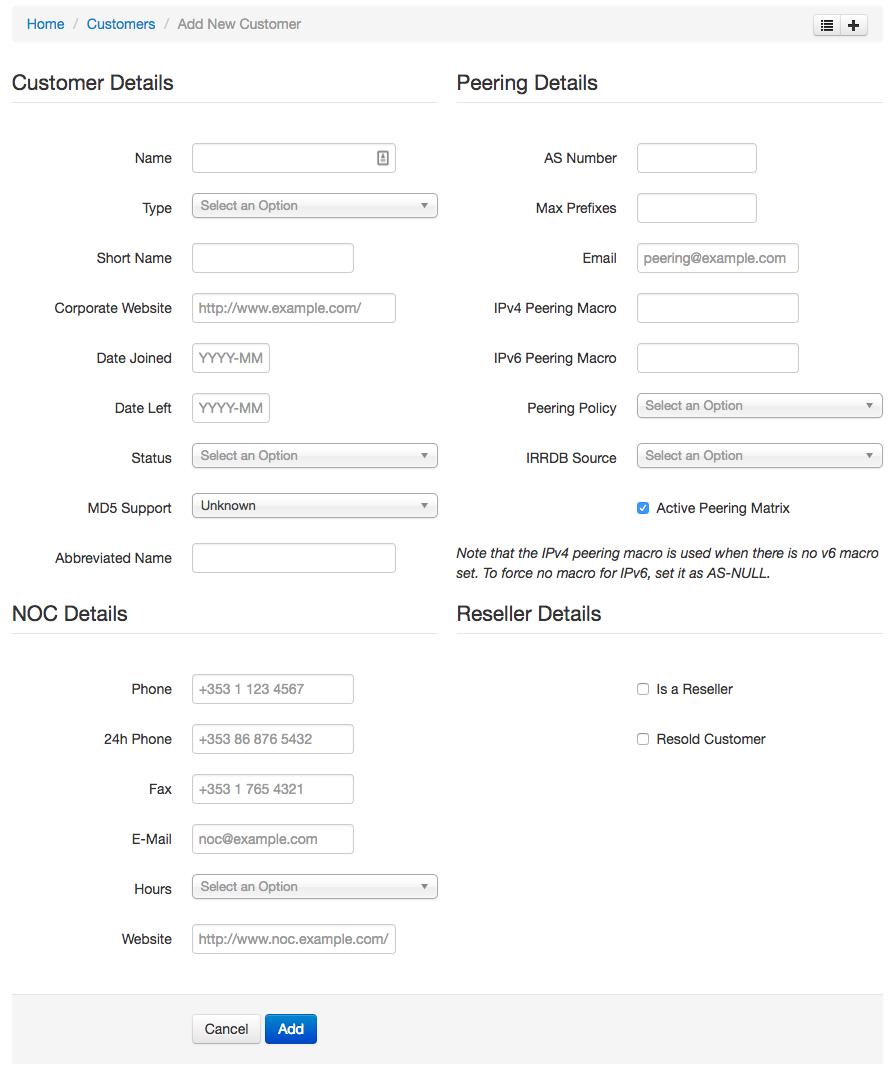 Home / Customers / Add New Customer
Customer Details
Name
Type Select an Option
Short Name
Corporate Website http://www.example.com/
Date Joined YYYY-MM
Date Left YYYY-MM
Status Select an Option
MD5 Support Unknown
Abbreviated Name
Peering Details
AS Number
Max Prefixes
Email peering@example.com
IPv4 Peering Macro
IPv6 Peering Macro
Peering Policy Select an Option
IRRDB Source Select an Option
Active Peering Matrix
Note that the IPv4 peering macro is used when there is no v6 macro
set. To force no macro for IPv6, set it as AS-NULL.
NOC Details
Phone +353 1 123 4567
24h Phone +353 86 876 5432
Fax +353 1 765 4321
E-Mail noc@example.com
Hours Select an Option
Website http://www.noc.example.com/
Reseller Details
Is a Reseller
Resold Customer
Cancel Add